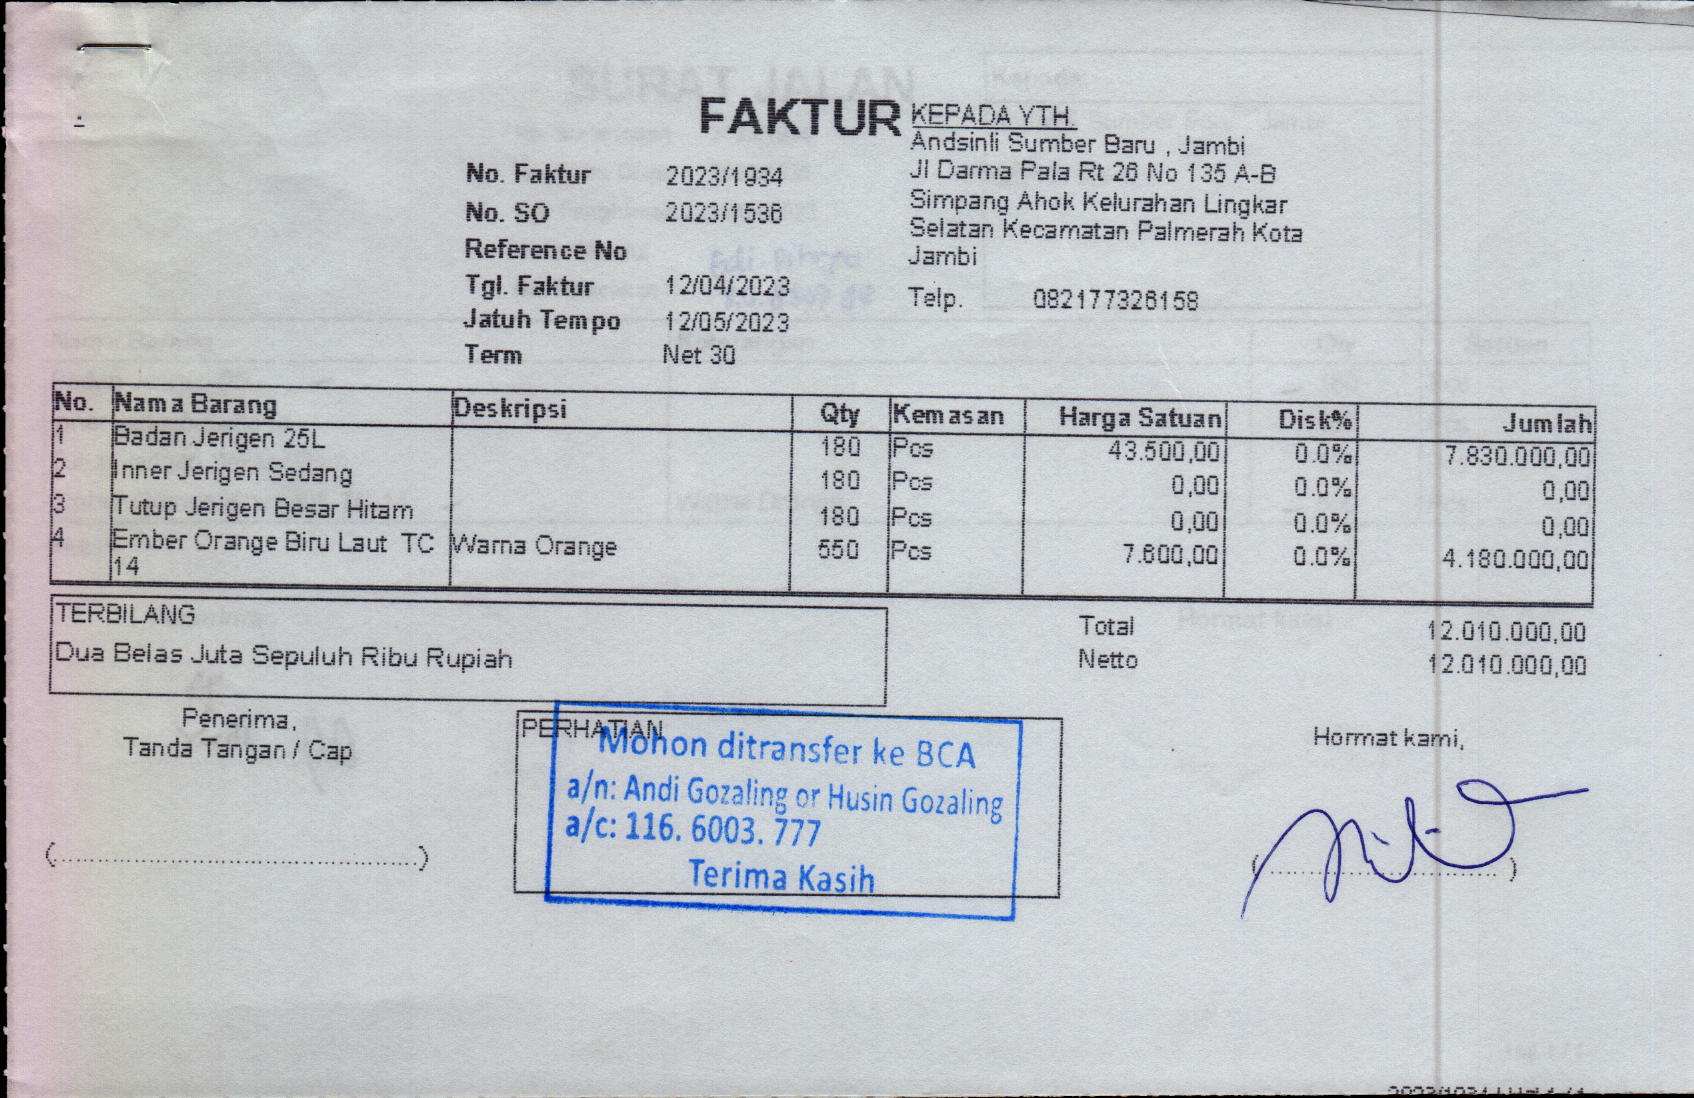 FAKTUR
No. Faktur 2023/1934
No. SO 2023/1536
Reference No
Tgl. Faktur 12/04/2023
Jatuh Tempo 12/05/2023
Term Net 30
KEPADA YTH.
Andsinli Sumber Baru , Jambi
Jl Darma Pala Rt 26 No 135 A-B
Simpang Ahok Kelurahan Lingkar
Selatan Kecamatan Palmerah Kota
Jambi
Telp. 082177326158
No. Nama Barang Deskripsi Qty Kemasan Harga Satuan Disk% Jumlah
1 Badan Jerigen 25L 180 Pcs 43.500,00 0.0% 7.830.000,00
2 Inner Jerigen Sedang 180 Pcs 0,00 0.0% 0,00
3 Tutup Jerigen Besar Hitam 180 Pcs 0,00 0.0% 0,00
4 Ember Orange Biru Laut TC Warna Orange 550 Pcs 7.600,00 0.0% 4.180.000,00
14
TERBILANG
Dua Belas Juta Sepuluh Ribu Rupiah
Total 12.010.000,00
Netto 12.010.000,00
Penerima,
Tanda Tangan / Cap
(......................................................)
PERHATIAN
Mohon ditransfer ke BCA
a/n: Andi Gozaling or Husin Gozaling
a/c: 116. 6003. 777
Terima Kasih
Hormat kami,
(..................................)